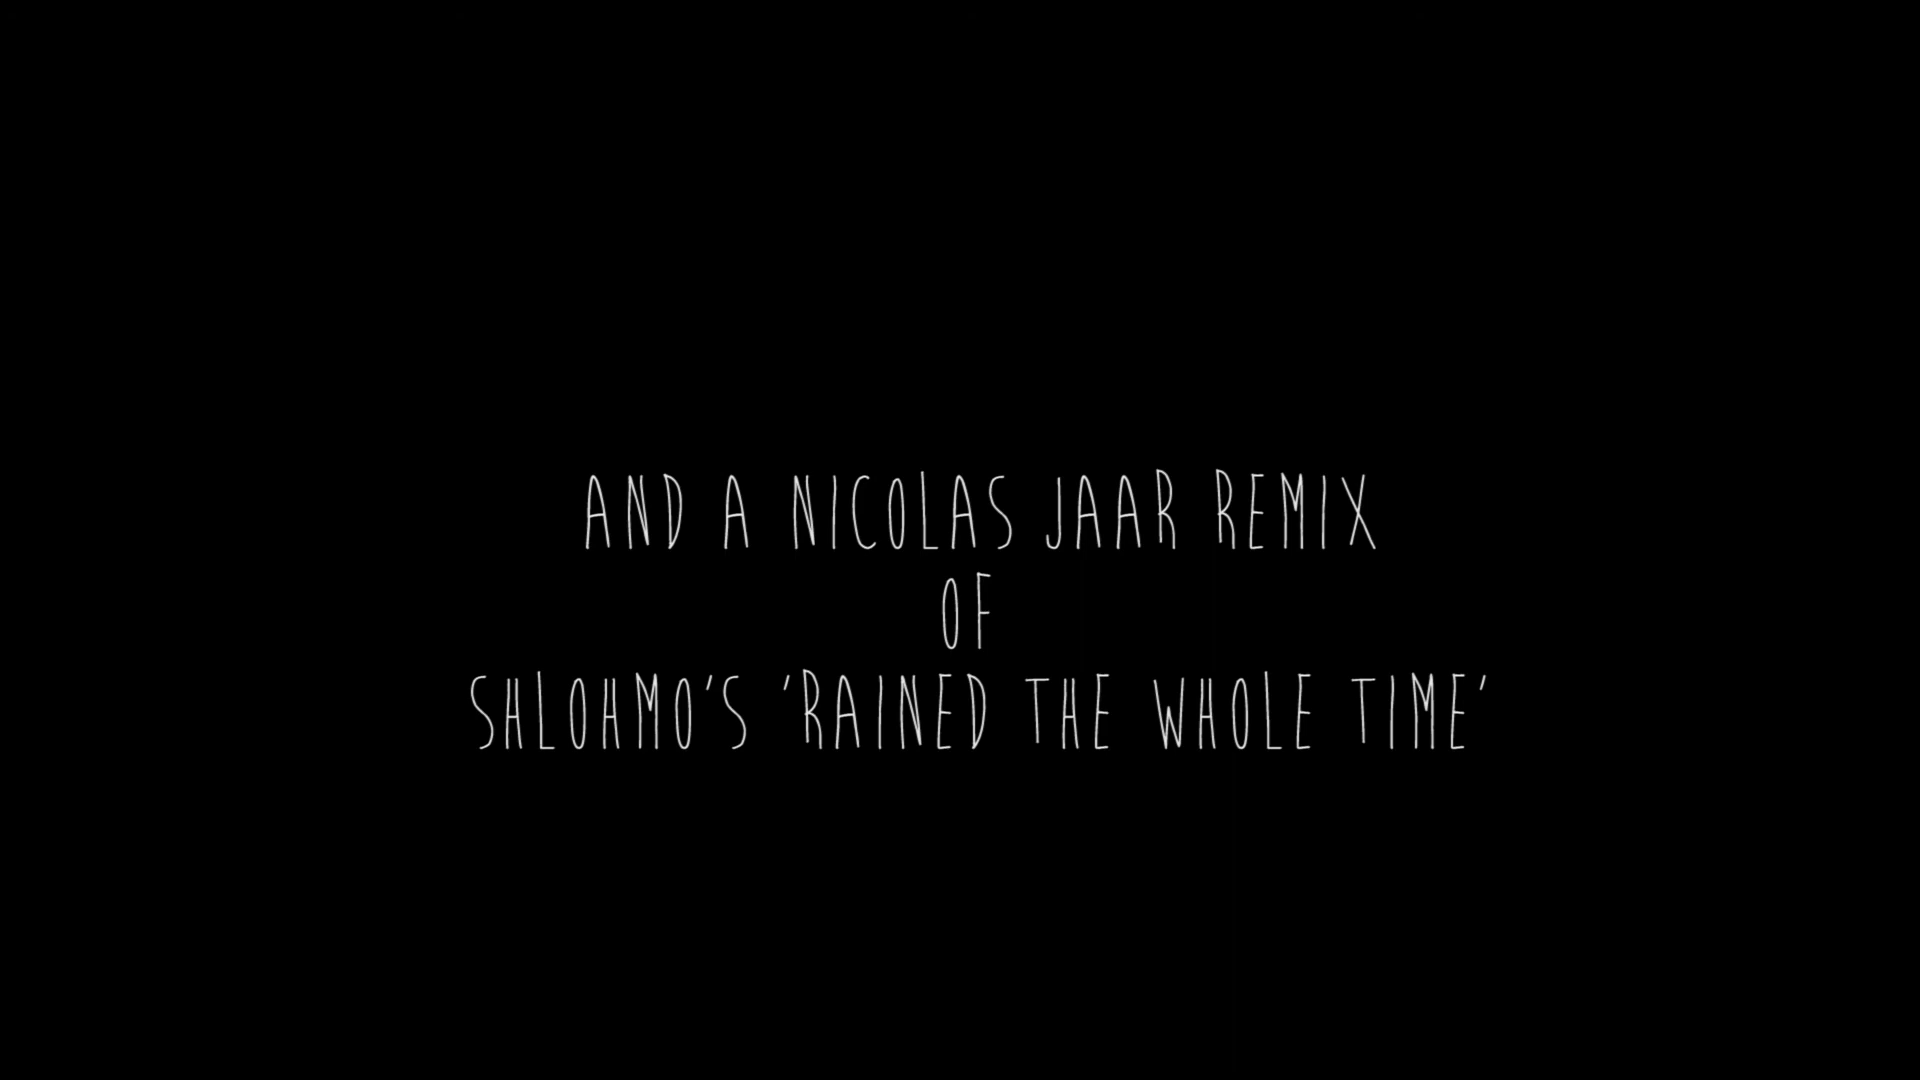 AND A NICOLAS JAAR REMIX
OF
SHLOHMO'S 'RAINED THE WHOLE TIME'